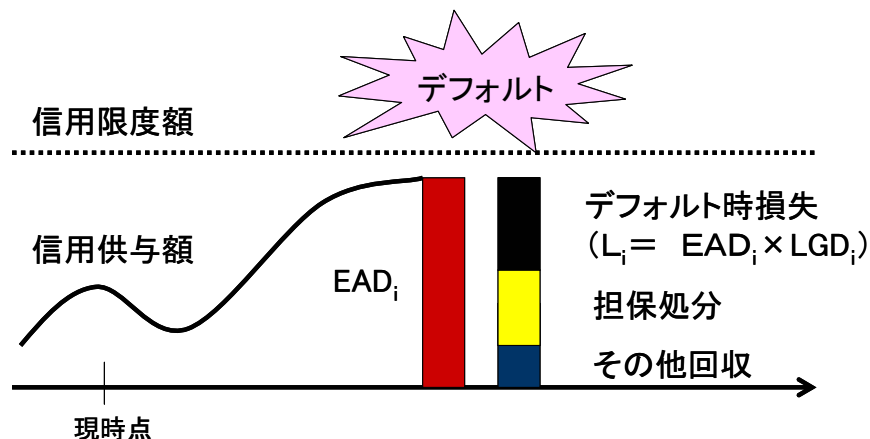 デフォルト
信用限度額
信用供与額
EADi
デフォルト時損失
(Li= EADi×LGDi)
担保処分
その他回収
現時点